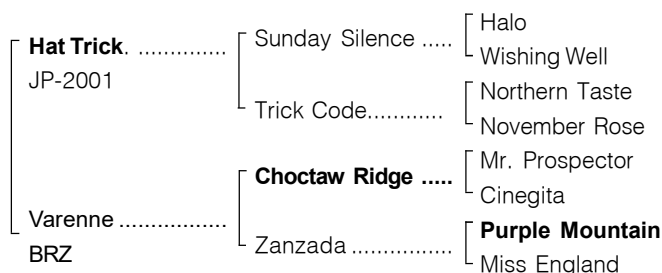 Halo
Hat Trick. .............. Sunday Silence .....
Wishing Well
JP-2001
Northern Taste
Trick Code............
November Rose
Mr. Prospector
Choctaw Ridge .....
Cinegita
Varenne .................
Purple Mountain
BRZ
Zanzada ...............
Miss England